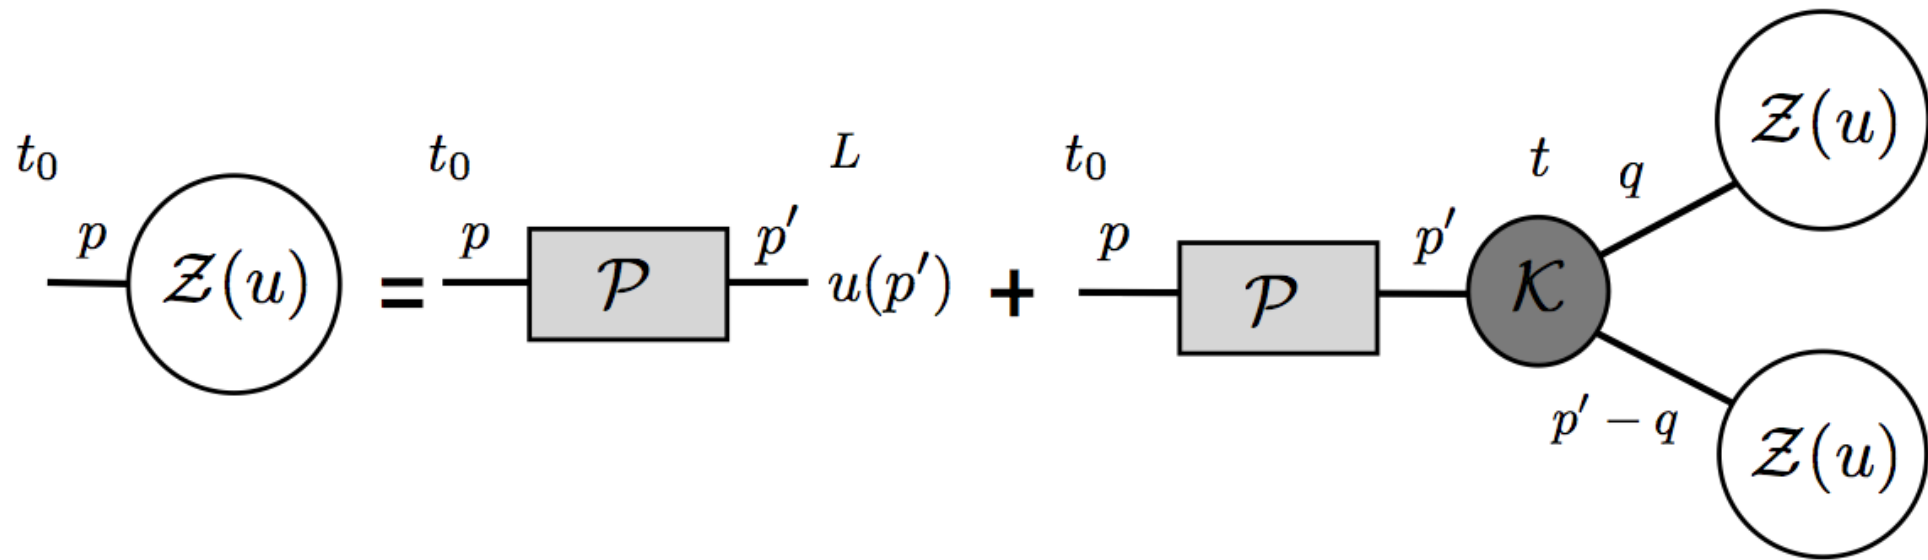 t₀ p 𝒵(u) = t₀ p 𝒫 p′ L u(p′) + t₀ p 𝒫 p′ 𝒦 t q 𝒵(u)
p′ − q 𝒵(u)